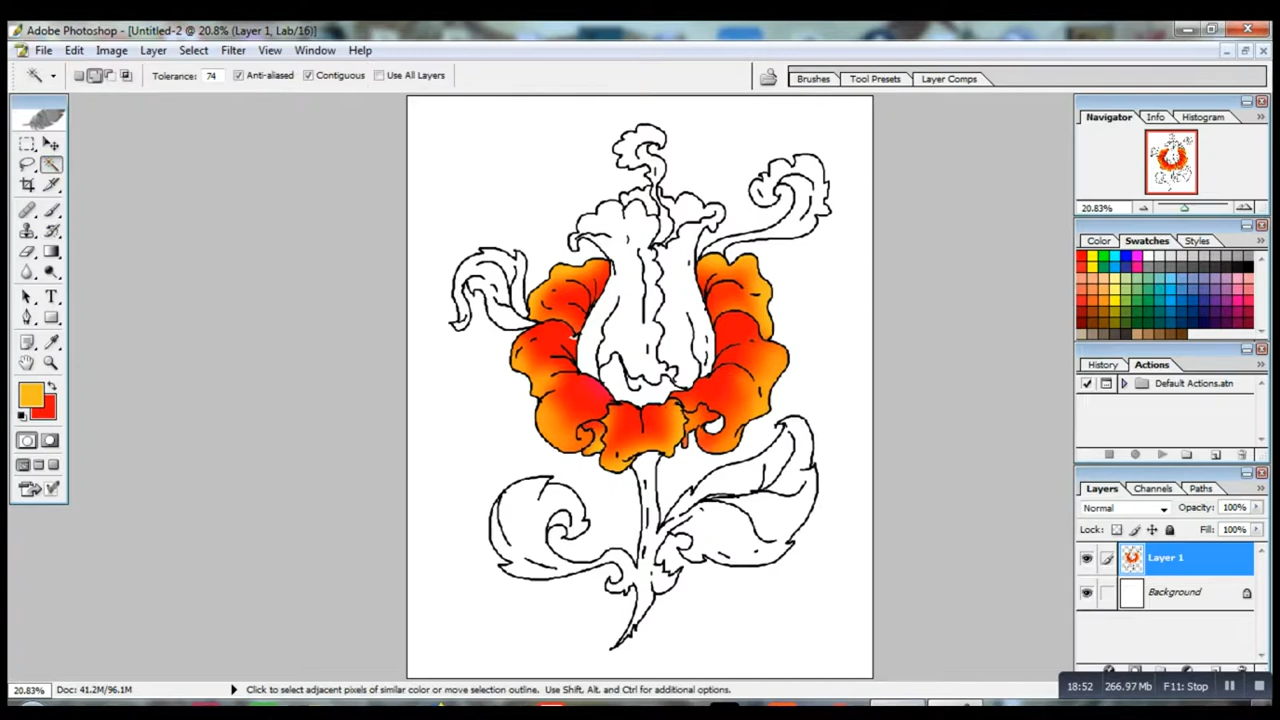 Adobe Photoshop - [Untitled-2 @ 20.8% (Layer 1, Lab/16)]
File Edit Image Layer Select Filter View Window Help
Tolerance: 74 Anti-aliased Contiguous Use All Layers
Brushes Tool Presets Layer Comps
Navigator Info Histogram
20.83%
Color Swatches Styles
History Actions
Default Actions.atn
Layers Channels Paths
Normal Opacity: 100%
Lock: Fill: 100%
Layer 1
Background
20.83% Doc: 41.2M/96.1M Click to select adjacent pixels of similar color or move selection outline. Use Shift, Alt, and Ctrl for additional options.
18:52 266.97 Mb F11: Stop